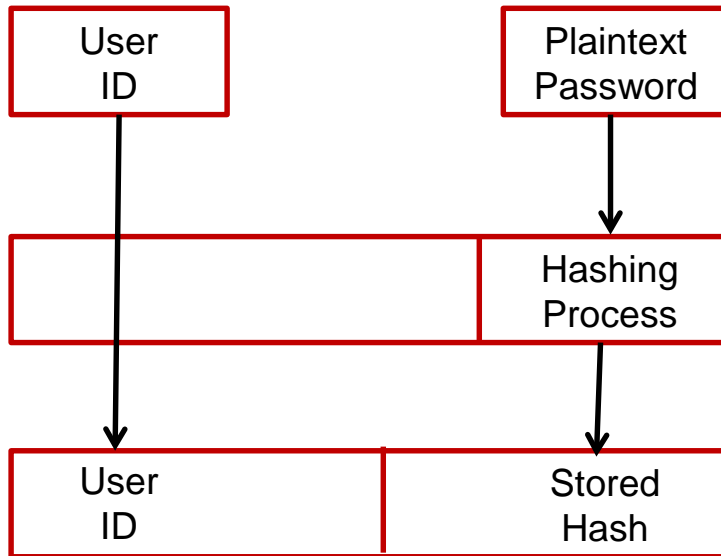 User
ID
Plaintext
Password
Hashing
Process
User
ID
Stored
Hash